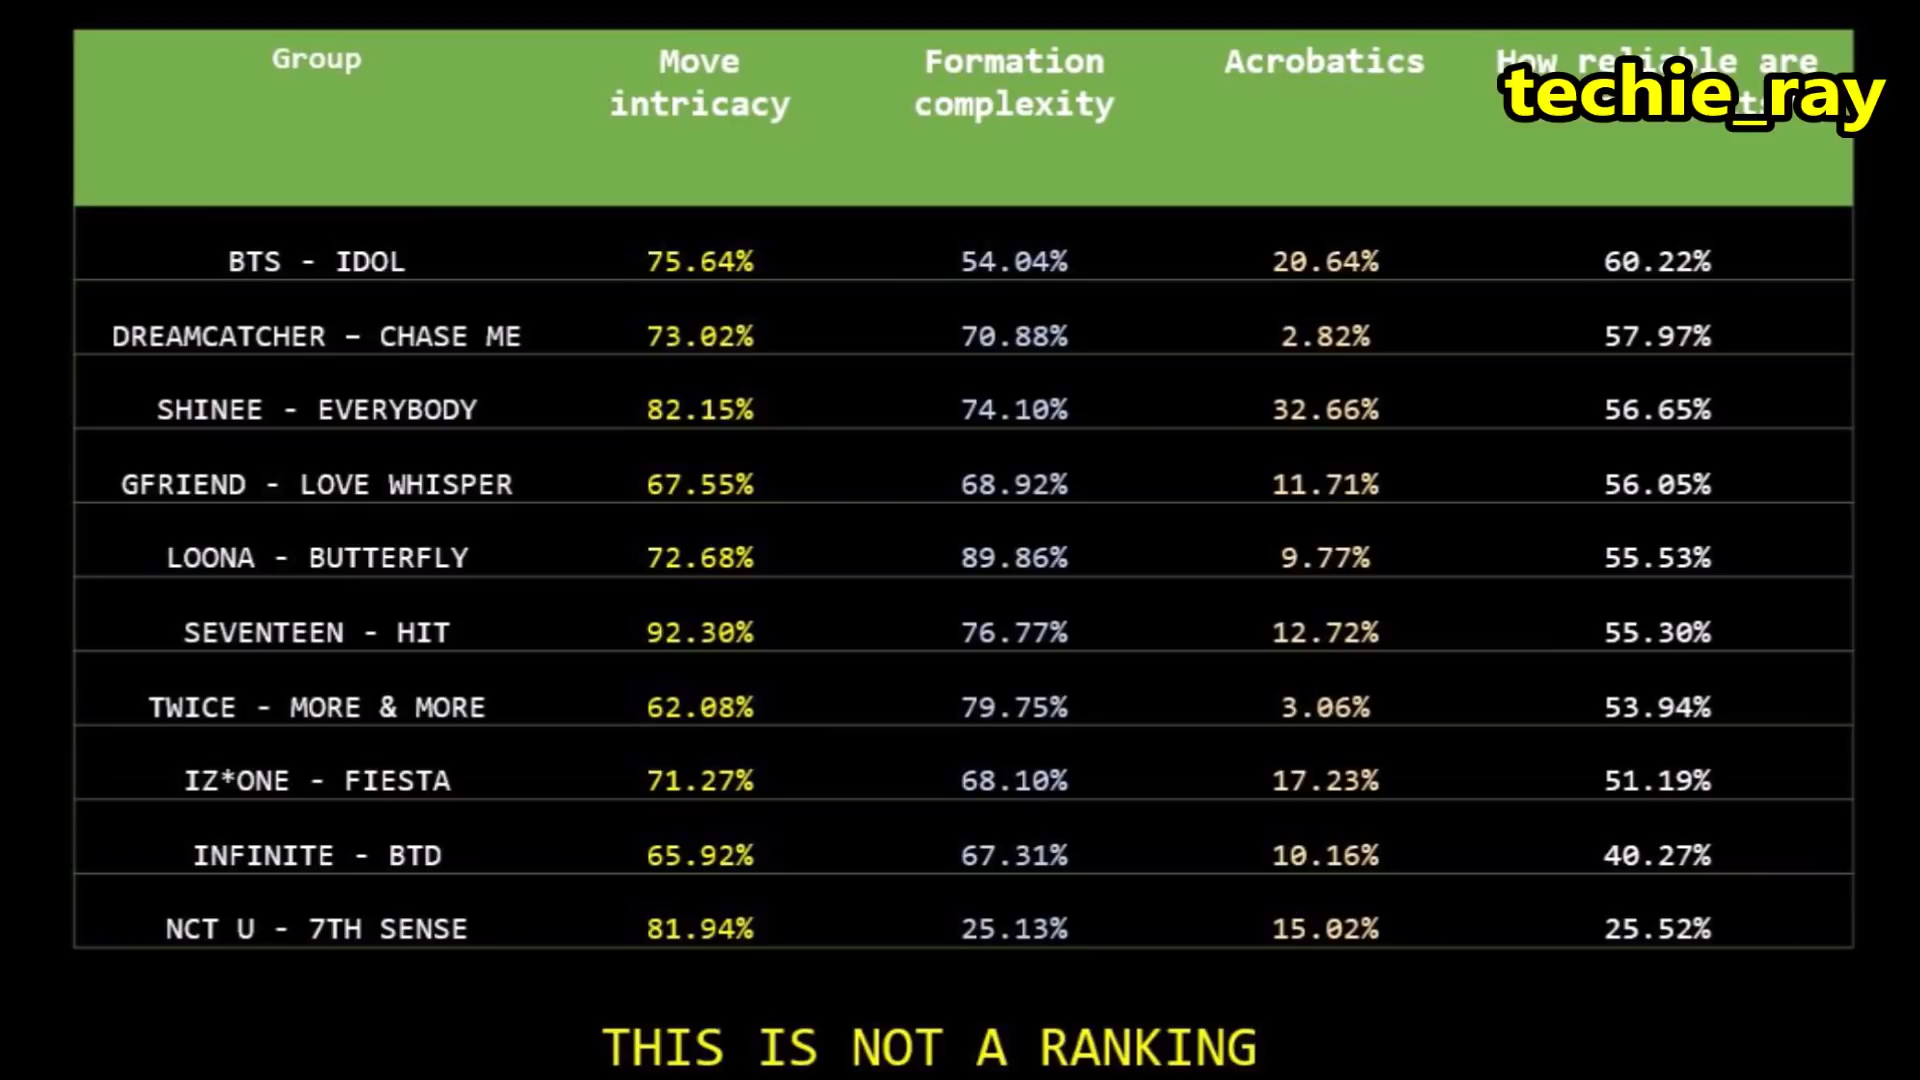 Group Move intricacy Formation complexity Acrobatics How reliable are
techie_ray
BTS - IDOL 75.64% 54.04% 20.64% 60.22%
DREAMCATCHER – CHASE ME 73.02% 70.88% 2.82% 57.97%
SHINEE - EVERYBODY 82.15% 74.10% 32.66% 56.65%
GFRIEND - LOVE WHISPER 67.55% 68.92% 11.71% 56.05%
LOONA - BUTTERFLY 72.68% 89.86% 9.77% 55.53%
SEVENTEEN - HIT 92.30% 76.77% 12.72% 55.30%
TWICE - MORE & MORE 62.08% 79.75% 3.06% 53.94%
IZ*ONE - FIESTA 71.27% 68.10% 17.23% 51.19%
INFINITE - BTD 65.92% 67.31% 10.16% 40.27%
NCT U - 7TH SENSE 81.94% 25.13% 15.02% 25.52%
THIS IS NOT A RANKING